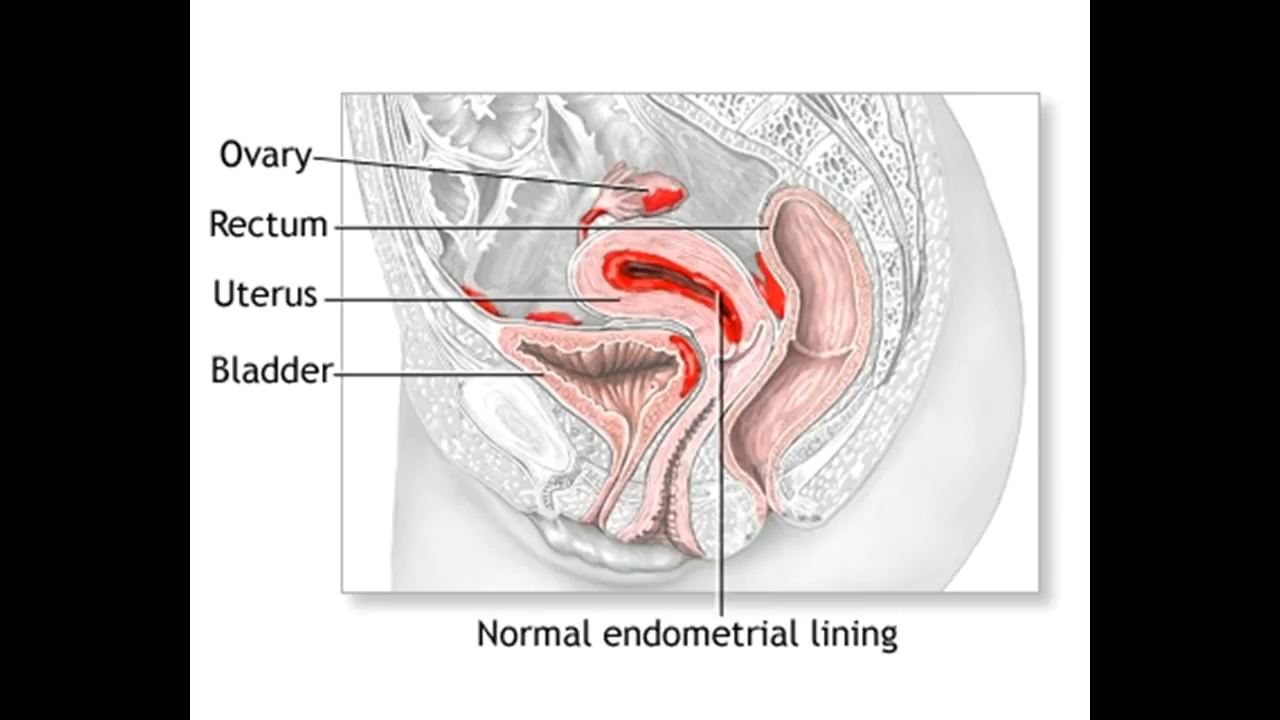 Ovary
Rectum
Uterus
Bladder
Normal endometrial lining